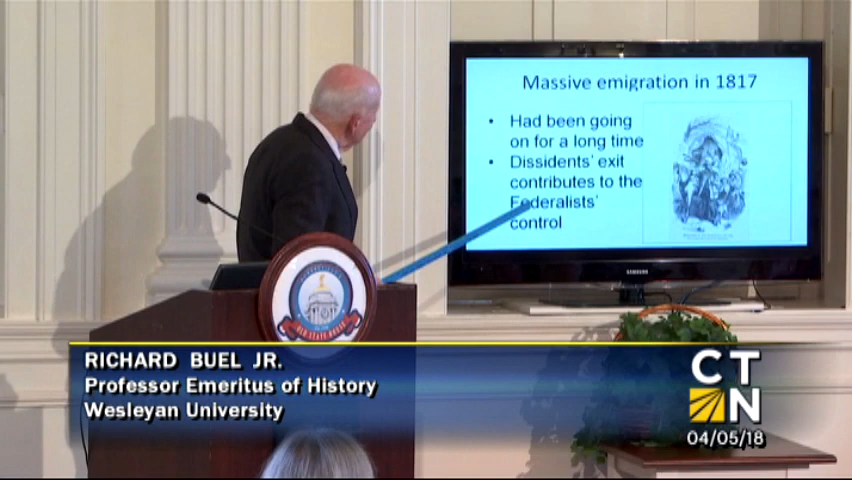 Massive emigration in 1817
• Had been going
on for a long time
• Dissidents' exit
contributes to the
Federalists'
control
SAMSUNG
OLD STATE HOUSE
RICHARD BUEL JR.
Professor Emeritus of History
Wesleyan University
CT
N
04/05/18